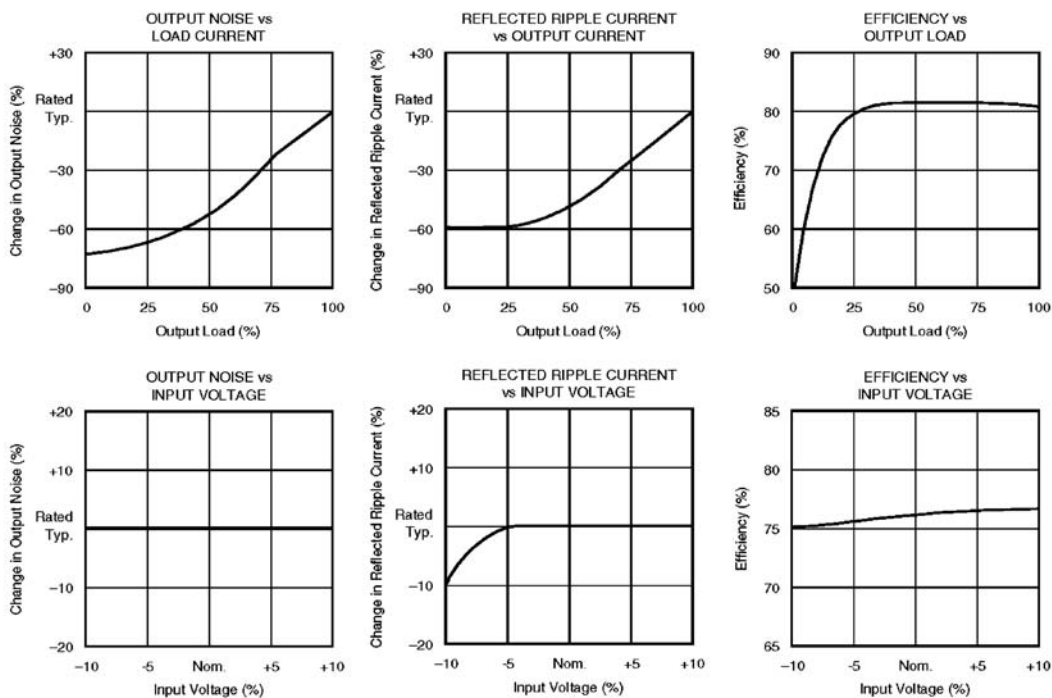 OUTPUT NOISE vs
LOAD CURRENT
Change in Output Noise (%)
+30
Rated
Typ.
−30
−60
−90
0 25 50 75 100
Output Load (%)
REFLECTED RIPPLE CURRENT
vs OUTPUT CURRENT
Change in Reflected Ripple Current (%)
+30
Rated
Typ.
−30
−60
−90
0 25 50 75 100
Output Load (%)
EFFICIENCY vs
OUTPUT LOAD
Efficiency (%)
90
80
70
60
50
0 25 50 75 100
Output Load (%)
OUTPUT NOISE vs
INPUT VOLTAGE
Change in Output Noise (%)
+20
+10
Rated
Typ.
−10
−20
−10 -5 Nom. +5 +10
Input Voltage (%)
REFLECTED RIPPLE CURRENT
vs INPUT VOLTAGE
Change in Reflected Ripple Current (%)
+20
+10
Rated
Typ.
−10
−20
−10 -5 Nom. +5 +10
Input Voltage (%)
EFFICIENCY vs
INPUT VOLTAGE
Efficiency (%)
85
80
75
70
65
−10 -5 Nom. +5 +10
Input Voltage (%)